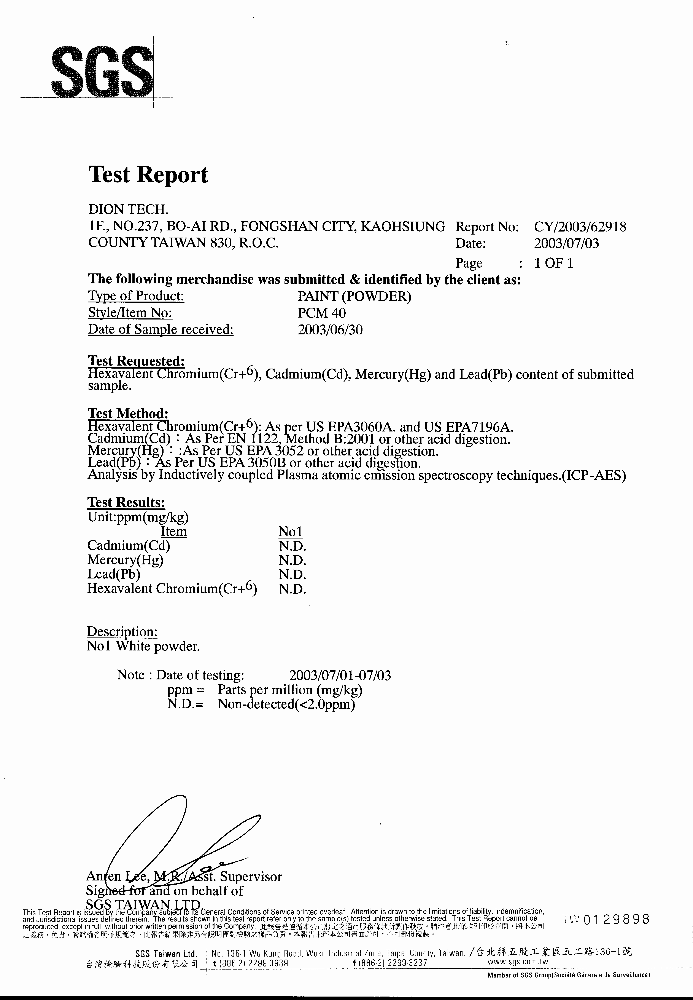 SGS
Test Report
DION TECH.
1F., NO.237, BO-AI RD., FONGSHAN CITY, KAOHSIUNG Report No: CY/2003/62918
COUNTY TAIWAN 830, R.O.C. Date: 2003/07/03
Page : 1 OF 1
The following merchandise was submitted & identified by the client as:
Type of Product: PAINT (POWDER)
Style/Item No: PCM 40
Date of Sample received: 2003/06/30
Test Requested:
Hexavalent Chromium(Cr+6), Cadmium(Cd), Mercury(Hg) and Lead(Pb) content of submitted
sample.
Test Method:
Hexavalent Chromium(Cr+6): As per US EPA3060A. and US EPA7196A.
Cadmium(Cd)：As Per EN 1122, Method B:2001 or other acid digestion.
Mercury(Hg)：:As Per US EPA 3052 or other acid digestion.
Lead(Pb)：As Per US EPA 3050B or other acid digestion.
Analysis by Inductively coupled Plasma atomic emission spectroscopy techniques.(ICP-AES)
Test Results:
Unit:ppm(mg/kg)
Item No1
Cadmium(Cd) N.D.
Mercury(Hg) N.D.
Lead(Pb) N.D.
Hexavalent Chromium(Cr+6) N.D.
Description:
No1 White powder.
Note : Date of testing: 2003/07/01-07/03
ppm = Parts per million (mg/kg)
N.D.= Non-detected(<2.0ppm)
Anren Lee, M.R./Asst. Supervisor
Signed for and on behalf of
SGS TAIWAN LTD.
This Test Report is issued by the Company subject to its General Conditions of Service printed overleaf. Attention is drawn to the limitations of liability, indemnification,
and Jurisdictional issues defined therein. The results shown in this test report refer only to the sample(s) tested unless otherwise stated. This Test Report cannot be
reproduced, except in full, without prior written permission of the Company. 此報告是遵循本公司訂定之通用服務條款所製作發放。請注意此條款列印於背面，將本公司
之義務，免責，管轄權皆明確規範之。此報告結果除非另有說明僅對檢驗之樣品負責。本報告未經本公司書面許可，不可部份複製。
TW0129898
SGS Taiwan Ltd. No. 136-1 Wu Kung Road, Wuku Industrial Zone, Taipei County, Taiwan. /台北縣五股工業區五工路136-1號
台灣檢驗科技股份有限公司 t (886-2) 2299-3939 f (886-2) 2299-3237 www.sgs.com.tw
Member of SGS Group(Société Générale de Surveillance)